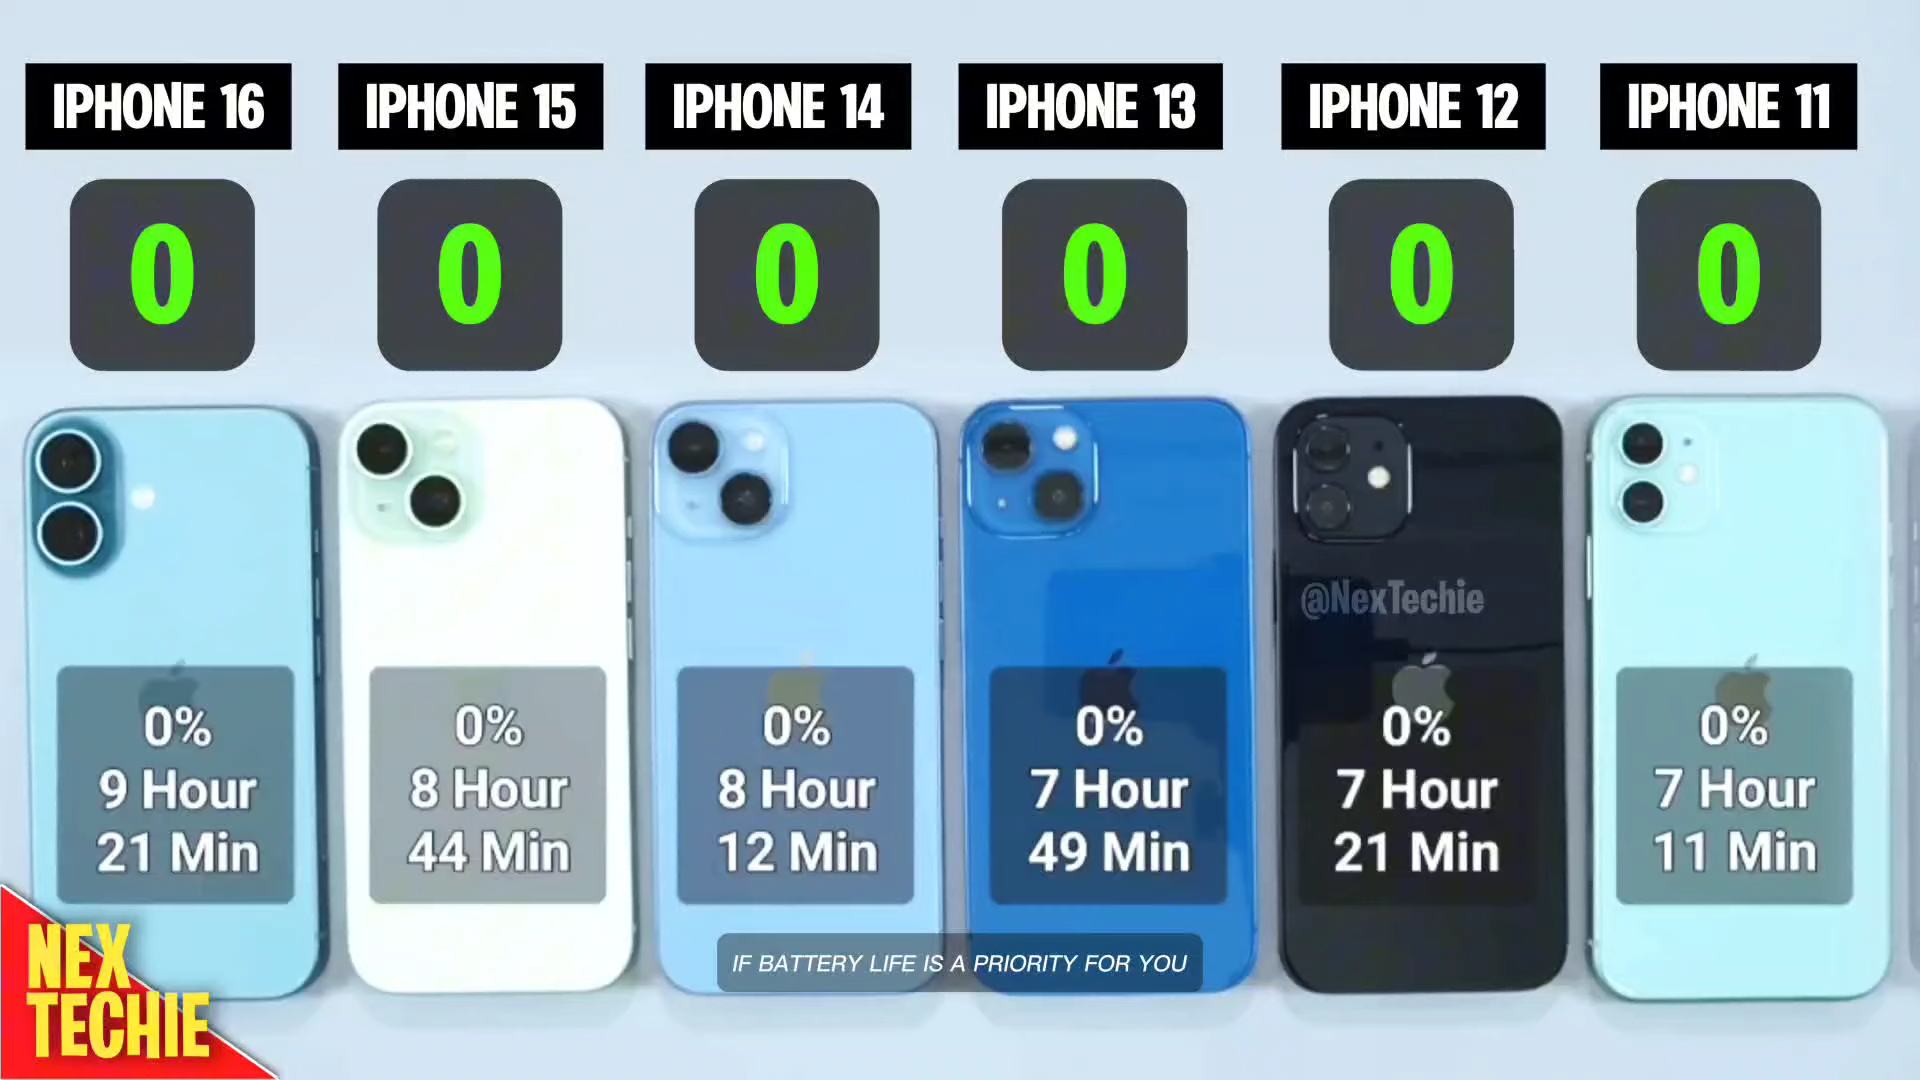 IPHONE 16
IPHONE 15
IPHONE 14
IPHONE 13
IPHONE 12
IPHONE 11
0
0
0
0
0
0
@NexTechie
0%
9 Hour
21 Min
0%
8 Hour
44 Min
0%
8 Hour
12 Min
0%
7 Hour
49 Min
0%
7 Hour
21 Min
0%
7 Hour
11 Min
IF BATTERY LIFE IS A PRIORITY FOR YOU
NEX
TECHIE